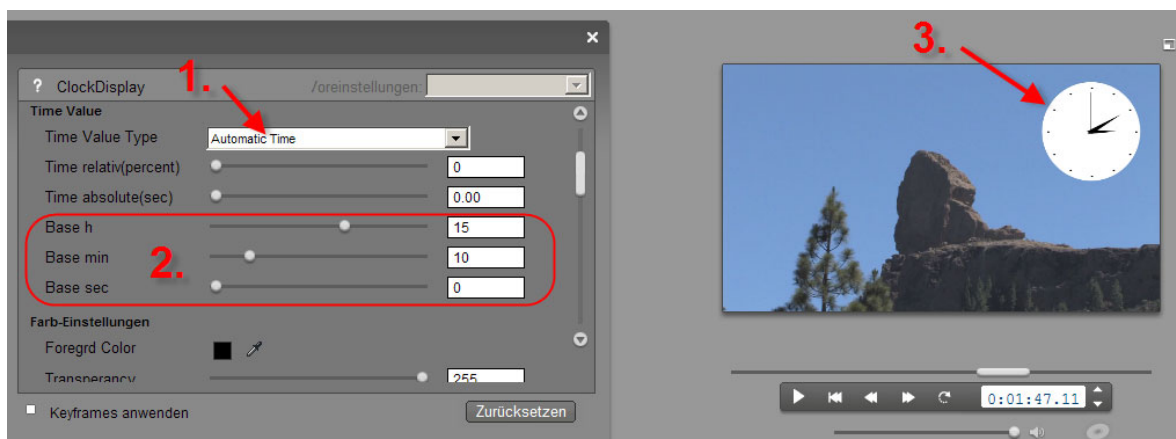 1.
3.
? ClockDisplay
/oreinstellungen:
Time Value
Time Value Type
Automatic Time
Time relativ(percent)
0
Time absolute(sec)
0.00
Base h
15
2.
Base min
10
Base sec
0
Farb-Einstellungen
Foregrd Color
Transperancy
255
Keyframes anwenden
Zurücksetzen
0:01:47.11